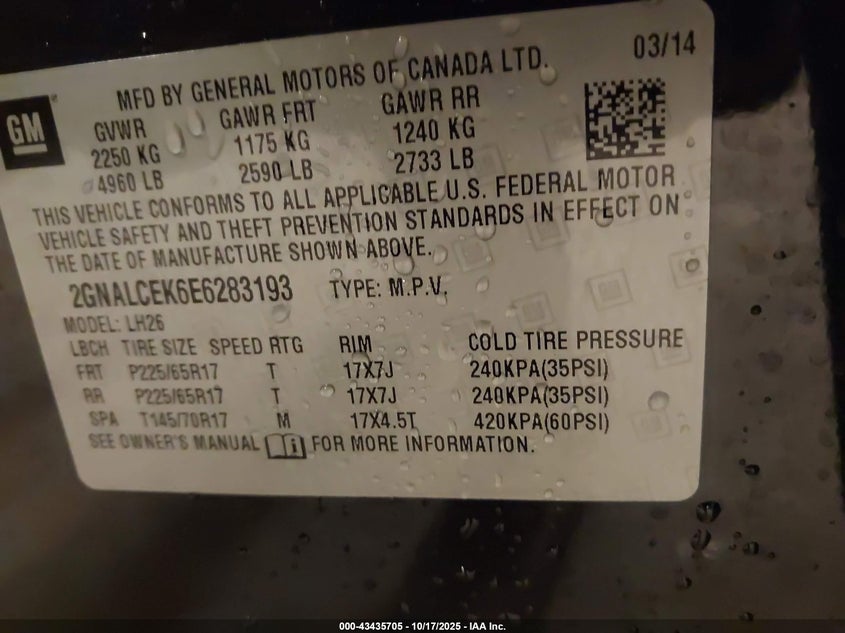 MFD BY GENERAL MOTORS OF CANADA LTD. 03/14
GM
GVWR GAWR FRT GAWR RR
2250 KG 1175 KG 1240 KG
4960 LB 2590 LB 2733 LB
THIS VEHICLE CONFORMS TO ALL APPLICABLE U.S. FEDERAL MOTOR
VEHICLE SAFETY AND THEFT PREVENTION STANDARDS IN EFFECT ON
THE DATE OF MANUFACTURE SHOWN ABOVE.
2GNALCEK6E6283193 TYPE: M.P.V.
MODEL: LH26
LBCH TIRE SIZE SPEED RTG RIM COLD TIRE PRESSURE
FRT P225/65R17 T 17X7J 240KPA(35PSI)
RR P225/65R17 T 17X7J 240KPA(35PSI)
SPA T145/70R17 M 17X4.5T 420KPA(60PSI)
SEE OWNER'S MANUAL i FOR MORE INFORMATION.
000-43435705 - 10/17/2025 - IAA Inc.